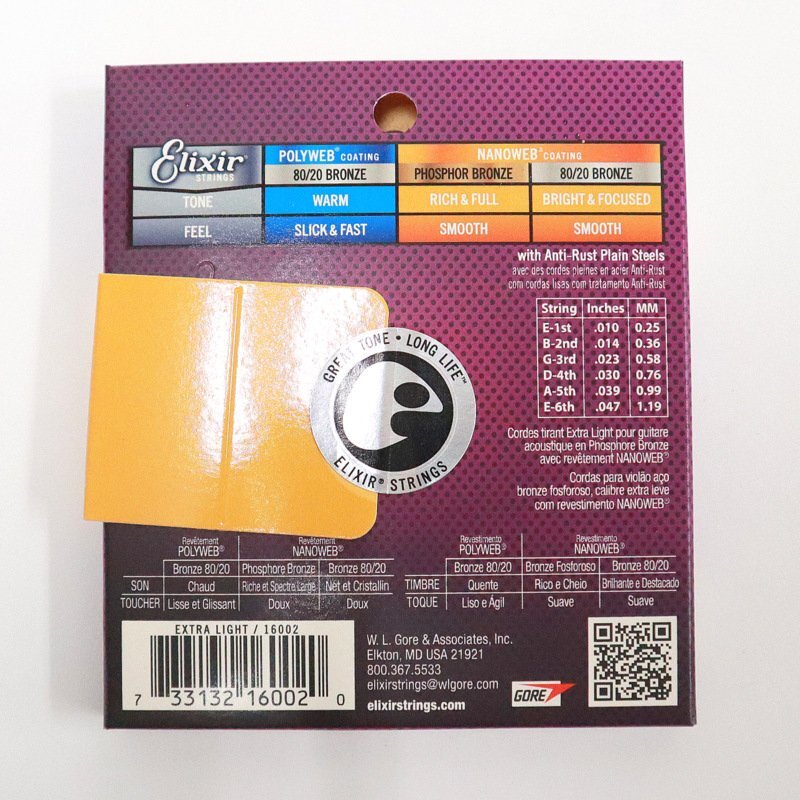 Elixir
STRINGS
POLYWEB® COATING
NANOWEB® COATING
80/20 BRONZE
PHOSPHOR BRONZE
80/20 BRONZE
TONE
WARM
RICH & FULL
BRIGHT & FOCUSED
FEEL
SLICK & FAST
SMOOTH
SMOOTH
with Anti-Rust Plain Steels
avec des cordes pleines en acier Anti-Rust
com cordas lisas com tratamento Anti-Rust
String Inches MM
E-1st .010 0.25
B-2nd .014 0.36
G-3rd .023 0.58
D-4th .030 0.76
A-5th .039 0.99
E-6th .047 1.19
GREAT TONE • LONG LIFE™
ELIXIR® STRINGS
Cordes tirant Extra Light pour guitare
acoustique en Phosphore Bronze
avec revêtement NANOWEB®
Cordas para violão aço
bronze fosforoso, calibre extra leve
com revestimento NANOWEB®
Revêtement POLYWEB®
Revêtement NANOWEB®
Bronze 80/20 Phosphore Bronze Bronze 80/20
SON Chaud Riche et Spectre Large Net et Cristallin
TOUCHER Lisse et Glissant Doux Doux
Revestimento POLYWEB®
Revestimento NANOWEB®
Bronze 80/20 Bronze Fosforoso Bronze 80/20
TIMBRE Quente Rico e Cheio Brilhante e Destacado
TOQUE Liso e Ágil Suave Suave
EXTRA LIGHT / 16002
7 33132 16002 0
W. L. Gore & Associates, Inc.
Elkton, MD USA 21921
800.367.5533
elixirstrings@wlgore.com
elixirstrings.com
GORE